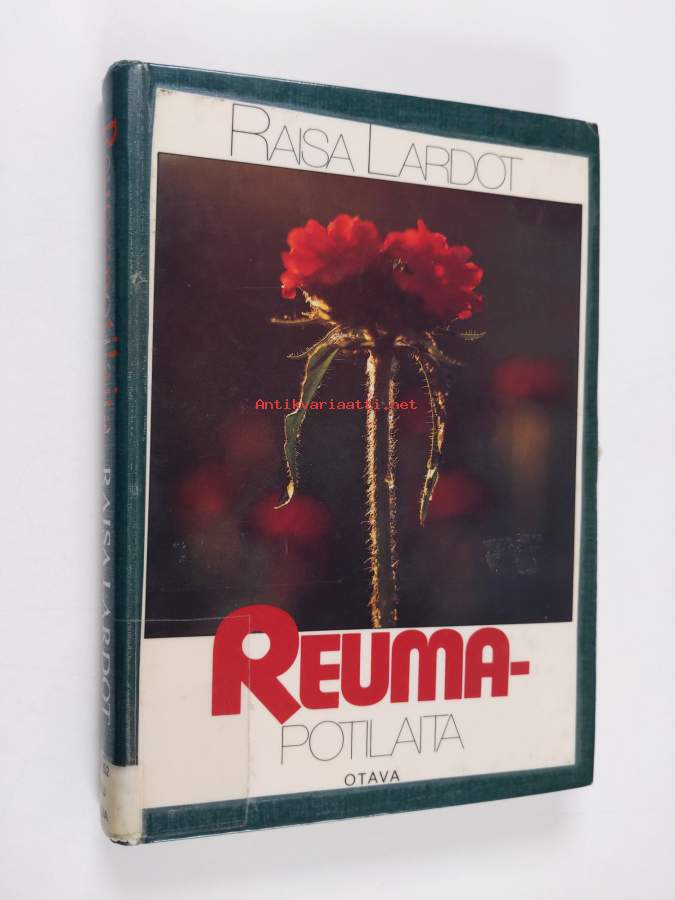 RAISA LARDOT
Antikvariaatti.net
REUMA-
POTILAITA
OTAVA
RAISA LARDOT